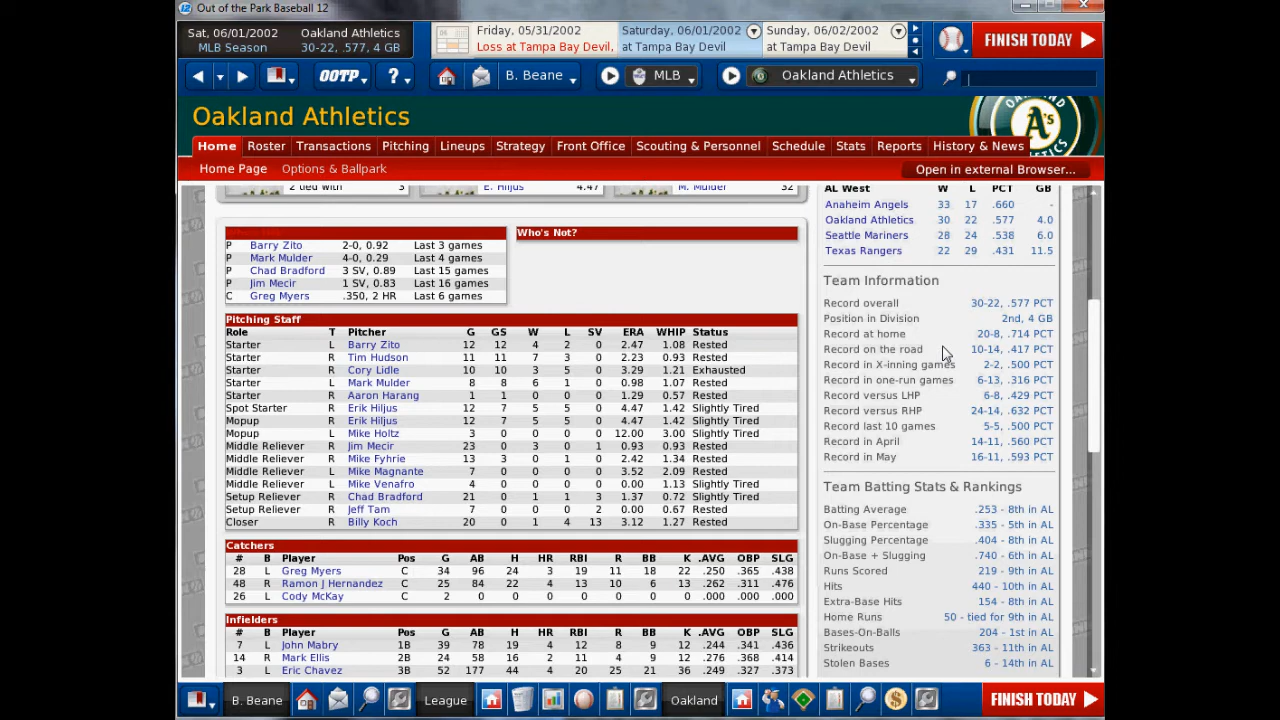 Out of the Park Baseball 12
Sat, 06/01/2002 Oakland Athletics
MLB Season 30-22, .577, 4 GB
Friday, 05/31/2002 Saturday, 06/01/2002 Sunday, 06/02/2002
Loss at Tampa Bay Devil, at Tampa Bay Devil at Tampa Bay Devil
FINISH TODAY
OOTP ? B. Beane MLB Oakland Athletics
Oakland Athletics
Home Roster Transactions Pitching Lineups Strategy Front Office Scouting & Personnel Schedule Stats Reports History & News
Home Page Options & Ballpark Open in external Browser...
2 tied with 3 E. Hiljus 4.47 M. Mulder 32
Who's Not?
P Barry Zito 2-0, 0.92 Last 3 games
P Mark Mulder 4-0, 0.29 Last 4 games
P Chad Bradford 3 SV, 0.89 Last 15 games
P Jim Mecir 1 SV, 0.83 Last 16 games
C Greg Myers .350, 2 HR Last 6 games
Pitching Staff
Role T Pitcher G GS W L SV ERA WHIP Status
Starter L Barry Zito 12 12 4 2 0 2.47 1.08 Rested
Starter R Tim Hudson 11 11 7 3 0 2.23 0.93 Rested
Starter R Cory Lidle 10 10 3 5 0 3.29 1.21 Exhausted
Starter L Mark Mulder 8 8 6 1 0 0.98 1.07 Rested
Starter R Aaron Harang 1 1 0 0 0 1.29 0.57 Rested
Spot Starter R Erik Hiljus 12 7 5 5 0 4.47 1.42 Slightly Tired
Mopup R Erik Hiljus 12 7 5 5 0 4.47 1.42 Slightly Tired
Mopup L Mike Holtz 3 0 0 0 0 12.00 3.00 Slightly Tired
Middle Reliever R Jim Mecir 23 0 3 0 1 0.93 0.93 Rested
Middle Reliever R Mike Fyhrie 13 3 0 1 0 2.42 1.34 Rested
Middle Reliever L Mike Magnante 7 0 0 0 0 3.52 2.09 Rested
Middle Reliever L Mike Venafro 4 0 0 0 0 0.00 1.13 Slightly Tired
Setup Reliever R Chad Bradford 21 0 1 1 3 1.37 0.72 Slightly Tired
Setup Reliever R Jeff Tam 7 0 0 0 2 0.00 0.67 Rested
Closer R Billy Koch 20 0 1 4 13 3.12 1.27 Rested
Catchers
# B Player Pos G AB H HR RBI R BB K .AVG OBP SLG
28 L Greg Myers C 34 96 24 3 19 11 18 22 .250 .365 .438
48 R Ramon J Hernandez C 25 84 22 4 13 10 6 13 .262 .311 .476
26 L Cody McKay C 2 0 0 0 0 0 0 0 .000 .000 .000
Infielders
# B Player Pos G AB H HR RBI R BB K .AVG OBP SLG
7 L John Mabry 1B 39 78 19 4 12 8 9 12 .244 .341 .436
14 R Mark Ellis 2B 24 58 16 2 11 4 9 12 .276 .368 .414
3 L Eric Chavez 3B 52 177 44 4 20 25 21 36 .249 .327 .373
AL West W L PCT GB
Anaheim Angels 33 17 .660 -
Oakland Athletics 30 22 .577 4.0
Seattle Mariners 28 24 .538 6.0
Texas Rangers 22 29 .431 11.5
Team Information
Record overall 30-22, .577 PCT
Position in Division 2nd, 4 GB
Record at home 20-8, .714 PCT
Record on the road 10-14, .417 PCT
Record in X-inning games 2-2, .500 PCT
Record in one-run games 6-13, .316 PCT
Record versus LHP 6-8, .429 PCT
Record versus RHP 24-14, .632 PCT
Record last 10 games 5-5, .500 PCT
Record in April 14-11, .560 PCT
Record in May 16-11, .593 PCT
Team Batting Stats & Rankings
Batting Average .253 - 8th in AL
On-Base Percentage .335 - 5th in AL
Slugging Percentage .404 - 8th in AL
On-Base + Slugging .740 - 6th in AL
Runs Scored 219 - 9th in AL
Hits 440 - 10th in AL
Extra-Base Hits 154 - 8th in AL
Home Runs 50 - tied for 9th in AL
Bases-On-Balls 204 - 1st in AL
Strikeouts 363 - 11th in AL
Stolen Bases 6 - 14th in AL
B. Beane League Oakland FINISH TODAY